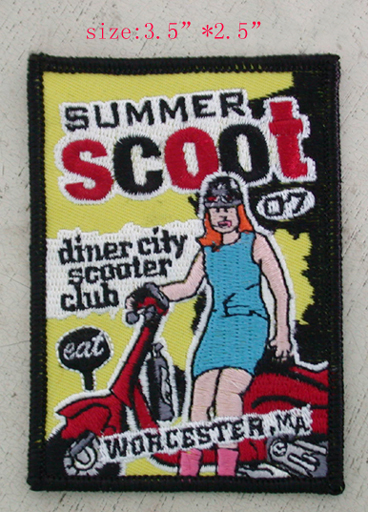 size:3.5” *2.5”
SUMMER
scoot
07
diner city
scooter
club
eat
WORCESTER, MA